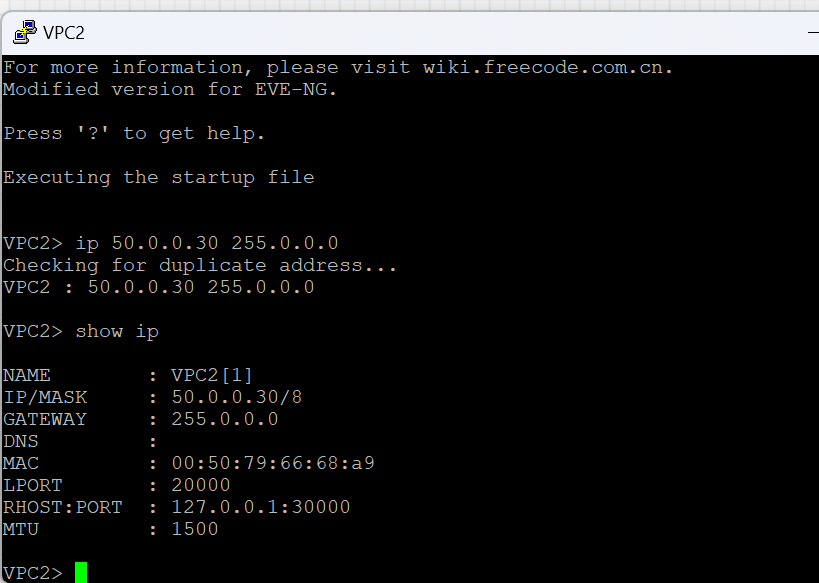 VPC2
For more information, please visit wiki.freecode.com.cn.
Modified version for EVE-NG.
Press '?' to get help.
Executing the startup file
VPC2> ip 50.0.0.30 255.0.0.0
Checking for duplicate address...
VPC2 : 50.0.0.30 255.0.0.0
VPC2> show ip
NAME        : VPC2[1]
IP/MASK     : 50.0.0.30/8
GATEWAY     : 255.0.0.0
DNS         :
MAC         : 00:50:79:66:68:a9
LPORT       : 20000
RHOST:PORT  : 127.0.0.1:30000
MTU         : 1500
VPC2>